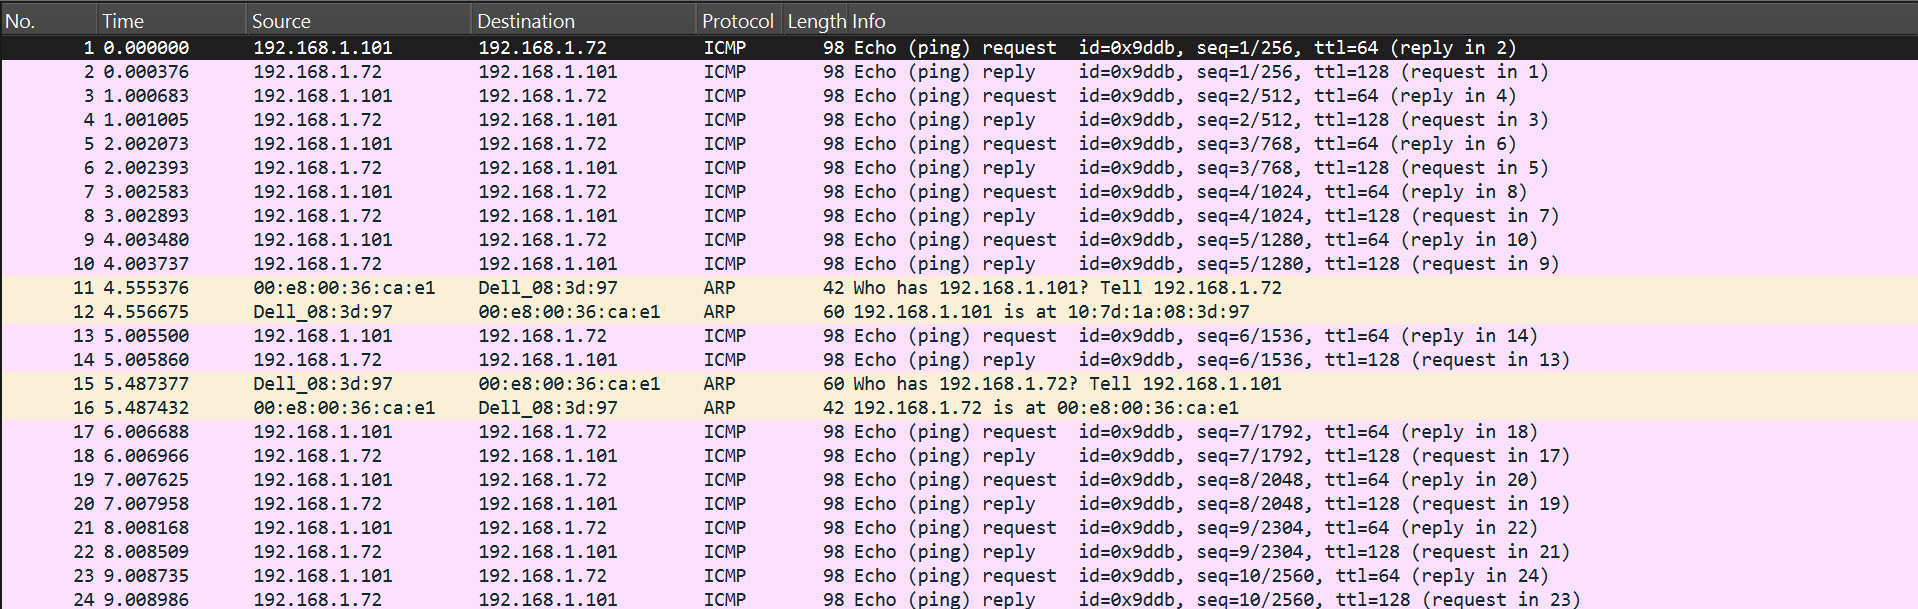 No. Time Source Destination Protocol Length Info
1 0.000000 192.168.1.101 192.168.1.72 ICMP 98 Echo (ping) request id=0x9ddb, seq=1/256, ttl=64 (reply in 2)
2 0.000376 192.168.1.72 192.168.1.101 ICMP 98 Echo (ping) reply id=0x9ddb, seq=1/256, ttl=128 (request in 1)
3 1.000683 192.168.1.101 192.168.1.72 ICMP 98 Echo (ping) request id=0x9ddb, seq=2/512, ttl=64 (reply in 4)
4 1.001005 192.168.1.72 192.168.1.101 ICMP 98 Echo (ping) reply id=0x9ddb, seq=2/512, ttl=128 (request in 3)
5 2.002073 192.168.1.101 192.168.1.72 ICMP 98 Echo (ping) request id=0x9ddb, seq=3/768, ttl=64 (reply in 6)
6 2.002393 192.168.1.72 192.168.1.101 ICMP 98 Echo (ping) reply id=0x9ddb, seq=3/768, ttl=128 (request in 5)
7 3.002583 192.168.1.101 192.168.1.72 ICMP 98 Echo (ping) request id=0x9ddb, seq=4/1024, ttl=64 (reply in 8)
8 3.002893 192.168.1.72 192.168.1.101 ICMP 98 Echo (ping) reply id=0x9ddb, seq=4/1024, ttl=128 (request in 7)
9 4.003480 192.168.1.101 192.168.1.72 ICMP 98 Echo (ping) request id=0x9ddb, seq=5/1280, ttl=64 (reply in 10)
10 4.003737 192.168.1.72 192.168.1.101 ICMP 98 Echo (ping) reply id=0x9ddb, seq=5/1280, ttl=128 (request in 9)
11 4.555376 00:e8:00:36:ca:e1 Dell_08:3d:97 ARP 42 Who has 192.168.1.101? Tell 192.168.1.72
12 4.556675 Dell_08:3d:97 00:e8:00:36:ca:e1 ARP 60 192.168.1.101 is at 10:7d:1a:08:3d:97
13 5.005500 192.168.1.101 192.168.1.72 ICMP 98 Echo (ping) request id=0x9ddb, seq=6/1536, ttl=64 (reply in 14)
14 5.005860 192.168.1.72 192.168.1.101 ICMP 98 Echo (ping) reply id=0x9ddb, seq=6/1536, ttl=128 (request in 13)
15 5.487377 Dell_08:3d:97 00:e8:00:36:ca:e1 ARP 60 Who has 192.168.1.72? Tell 192.168.1.101
16 5.487432 00:e8:00:36:ca:e1 Dell_08:3d:97 ARP 42 192.168.1.72 is at 00:e8:00:36:ca:e1
17 6.006688 192.168.1.101 192.168.1.72 ICMP 98 Echo (ping) request id=0x9ddb, seq=7/1792, ttl=64 (reply in 18)
18 6.006966 192.168.1.72 192.168.1.101 ICMP 98 Echo (ping) reply id=0x9ddb, seq=7/1792, ttl=128 (request in 17)
19 7.007625 192.168.1.101 192.168.1.72 ICMP 98 Echo (ping) request id=0x9ddb, seq=8/2048, ttl=64 (reply in 20)
20 7.007958 192.168.1.72 192.168.1.101 ICMP 98 Echo (ping) reply id=0x9ddb, seq=8/2048, ttl=128 (request in 19)
21 8.008168 192.168.1.101 192.168.1.72 ICMP 98 Echo (ping) request id=0x9ddb, seq=9/2304, ttl=64 (reply in 22)
22 8.008509 192.168.1.72 192.168.1.101 ICMP 98 Echo (ping) reply id=0x9ddb, seq=9/2304, ttl=128 (request in 21)
23 9.008735 192.168.1.101 192.168.1.72 ICMP 98 Echo (ping) request id=0x9ddb, seq=10/2560, ttl=64 (reply in 24)
24 9.008986 192.168.1.72 192.168.1.101 ICMP 98 Echo (ping) reply id=0x9ddb, seq=10/2560, ttl=128 (request in 23)